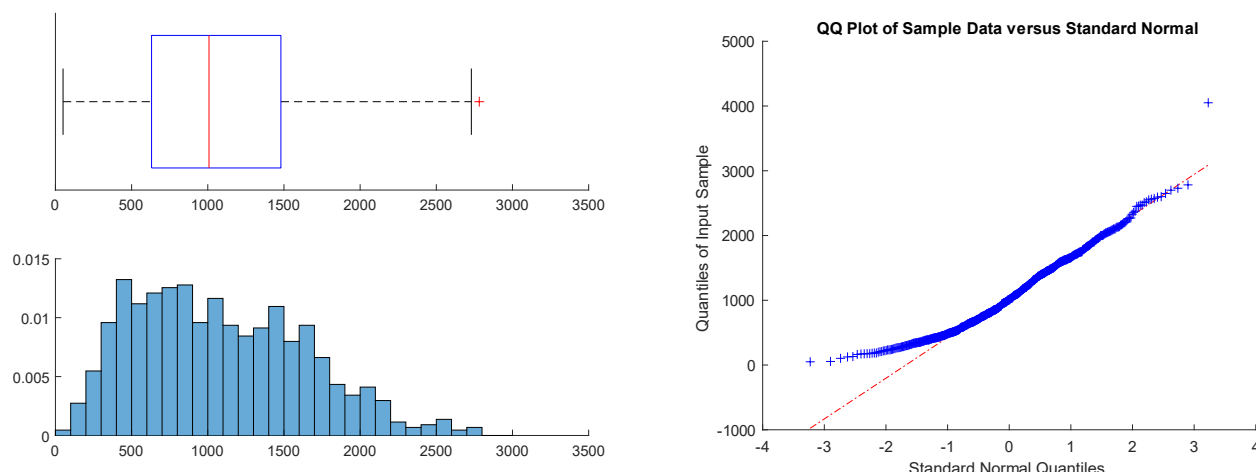 0 500 1000 1500 2000 2500 3000 3500
0.015
0.01
0.005
0
0 500 1000 1500 2000 2500 3000 3500
QQ Plot of Sample Data versus Standard Normal
Quantiles of Input Sample
5000
4000
3000
2000
1000
0
-1000
-4 -3 -2 -1 0 1 2 3 4
Standard Normal Quantiles